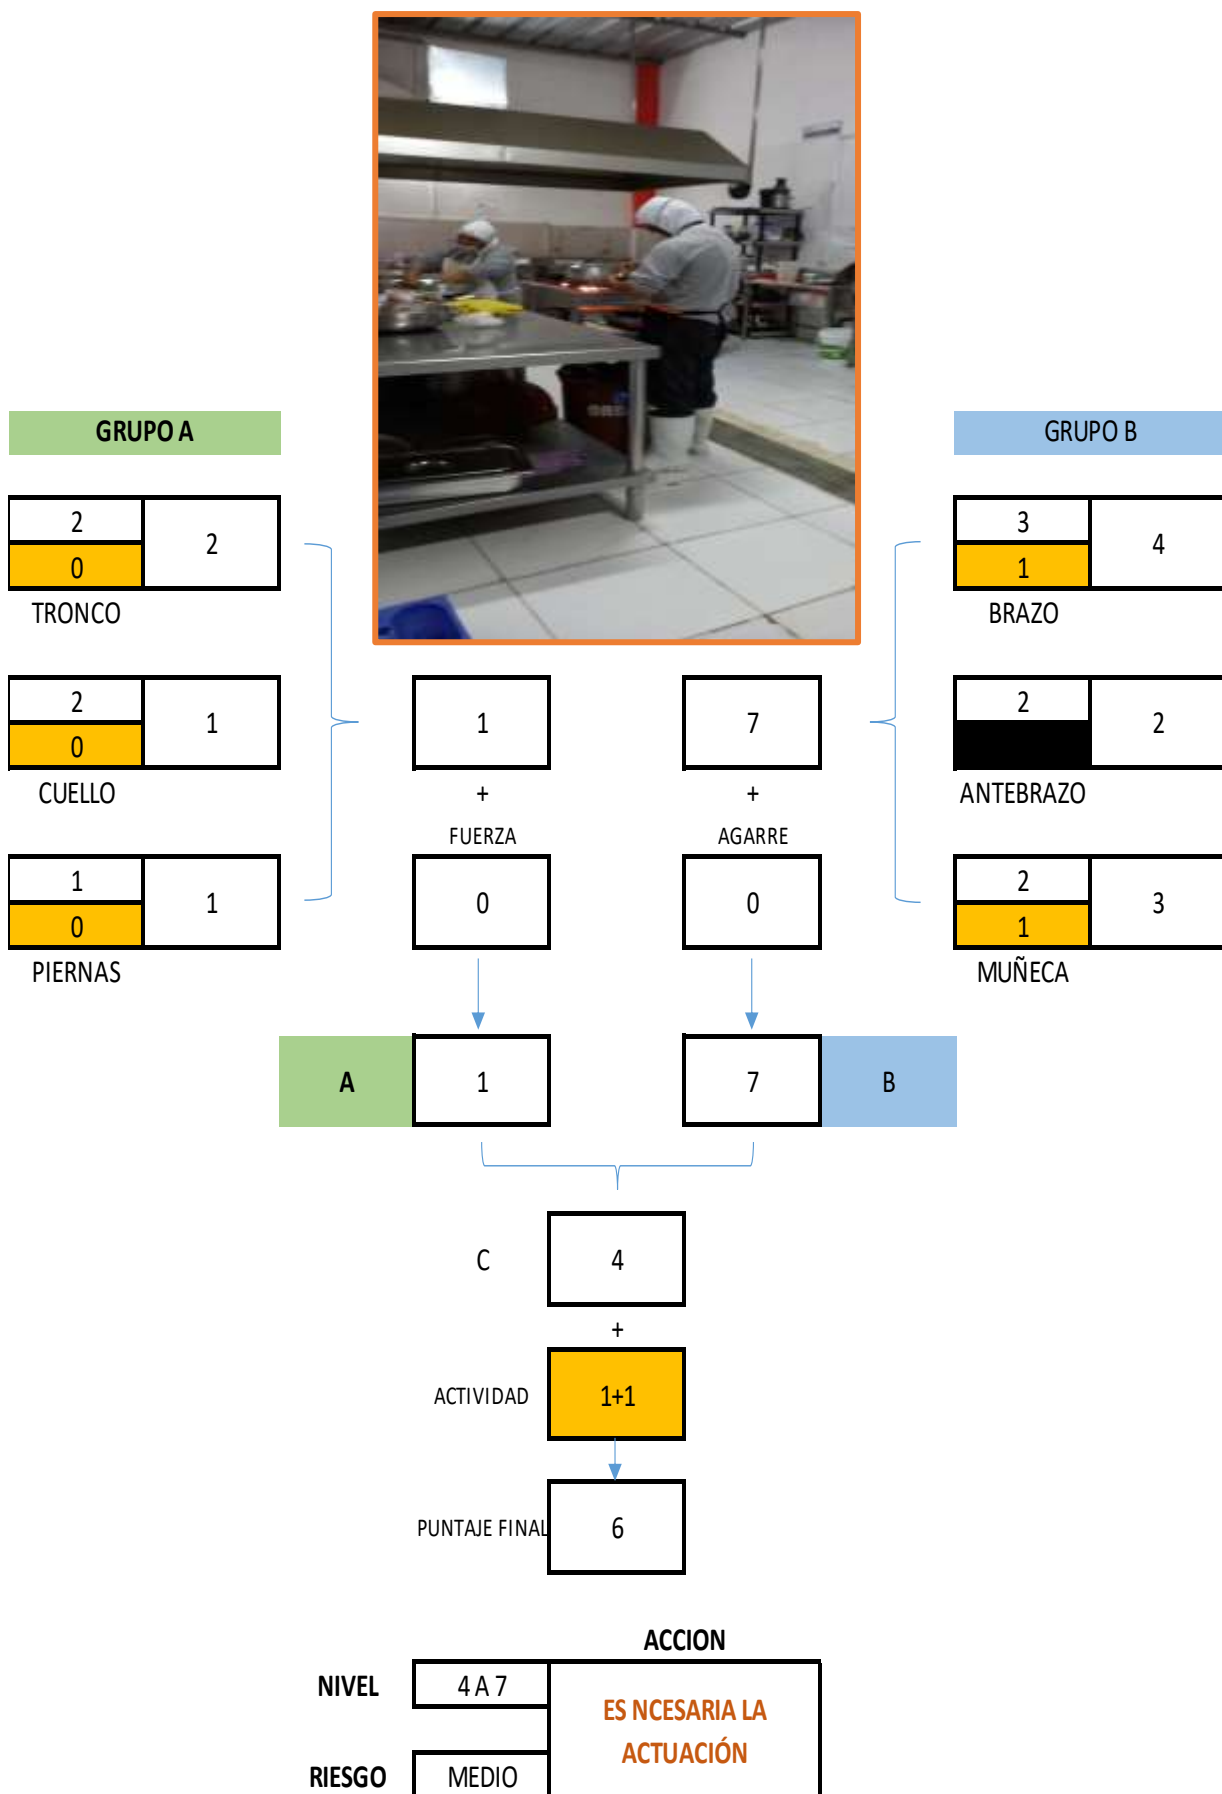 GRUPO A
GRUPO B
2
0
2
TRONCO
3
1
4
BRAZO
2
0
1
CUELLO
1
+
FUERZA
7
+
AGARRE
2
2
ANTEBRAZO
1
0
1
PIERNAS
0
0
2
1
3
MUÑECA
A
1
7
B
C
4
+
ACTIVIDAD
1+1
PUNTAJE FINAL
6
ACCION
NIVEL
4 A 7
ES NCESARIA LA
ACTUACIÓN
RIESGO
MEDIO